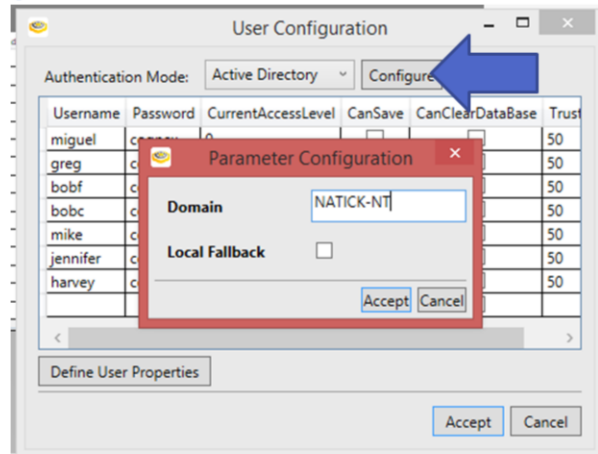 User Configuration
Authentication Mode: Active Directory Configure
Username Password CurrentAccessLevel CanSave CanClearDataBase Trust
miguel 0 50
greg 50
bobf 50
bobc 50
mike 50
jennifer 50
harvey 50
Parameter Configuration
Domain NATICK-NT
Local Fallback
Accept Cancel
Define User Properties
Accept Cancel